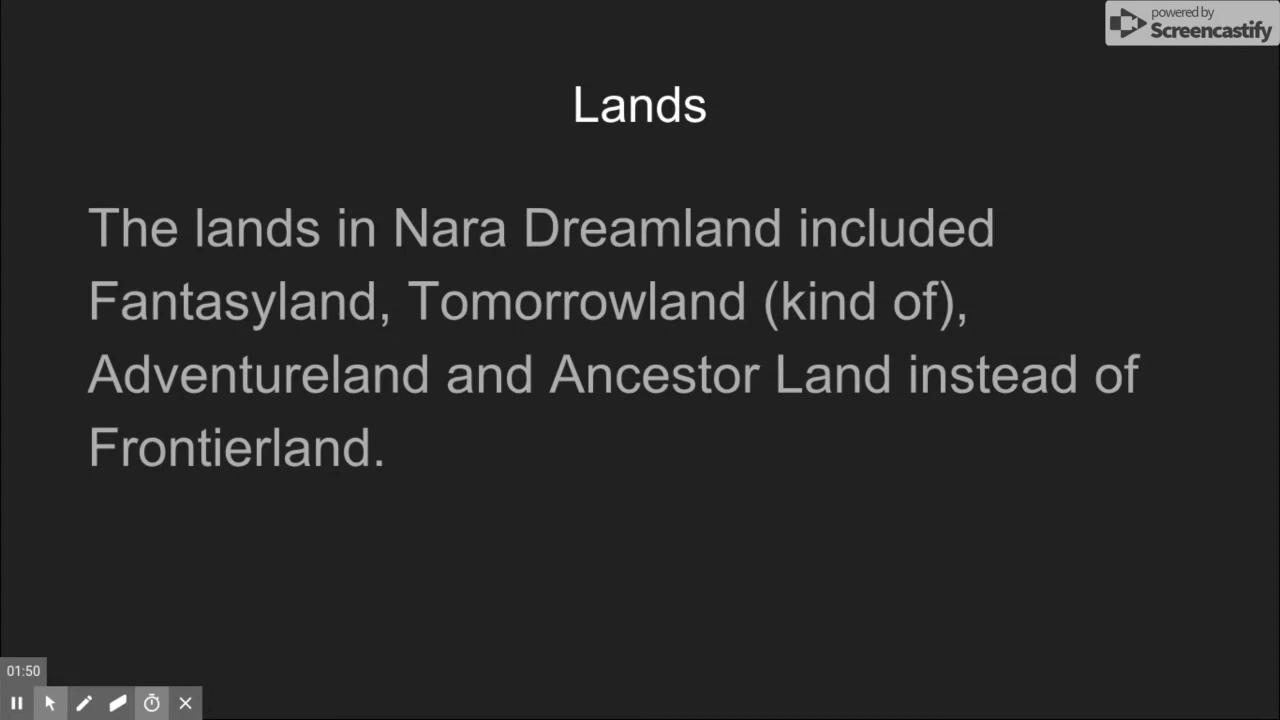 powered by
Screencastify
Lands
The lands in Nara Dreamland included
Fantasyland, Tomorrowland (kind of),
Adventureland and Ancestor Land instead of
Frontierland.
01:50